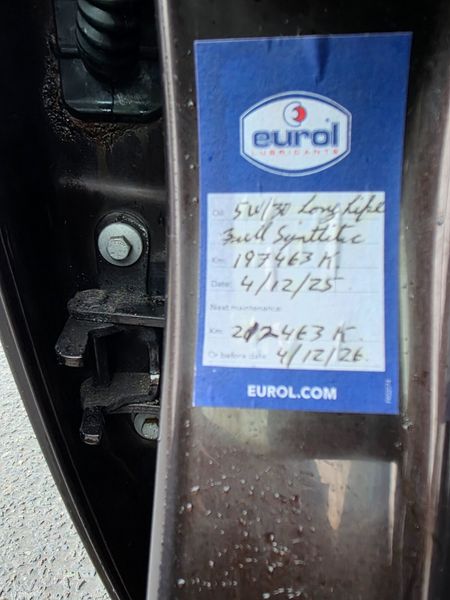 eurol
LUBRICANTS
Oil: 5W/30 Long Life
Full Synthetic
Km: 197463 K
Date: 4/12/25
Next maintenance:
Km: 212463 K.
Or before date: 4/12/26
EUROL.COM